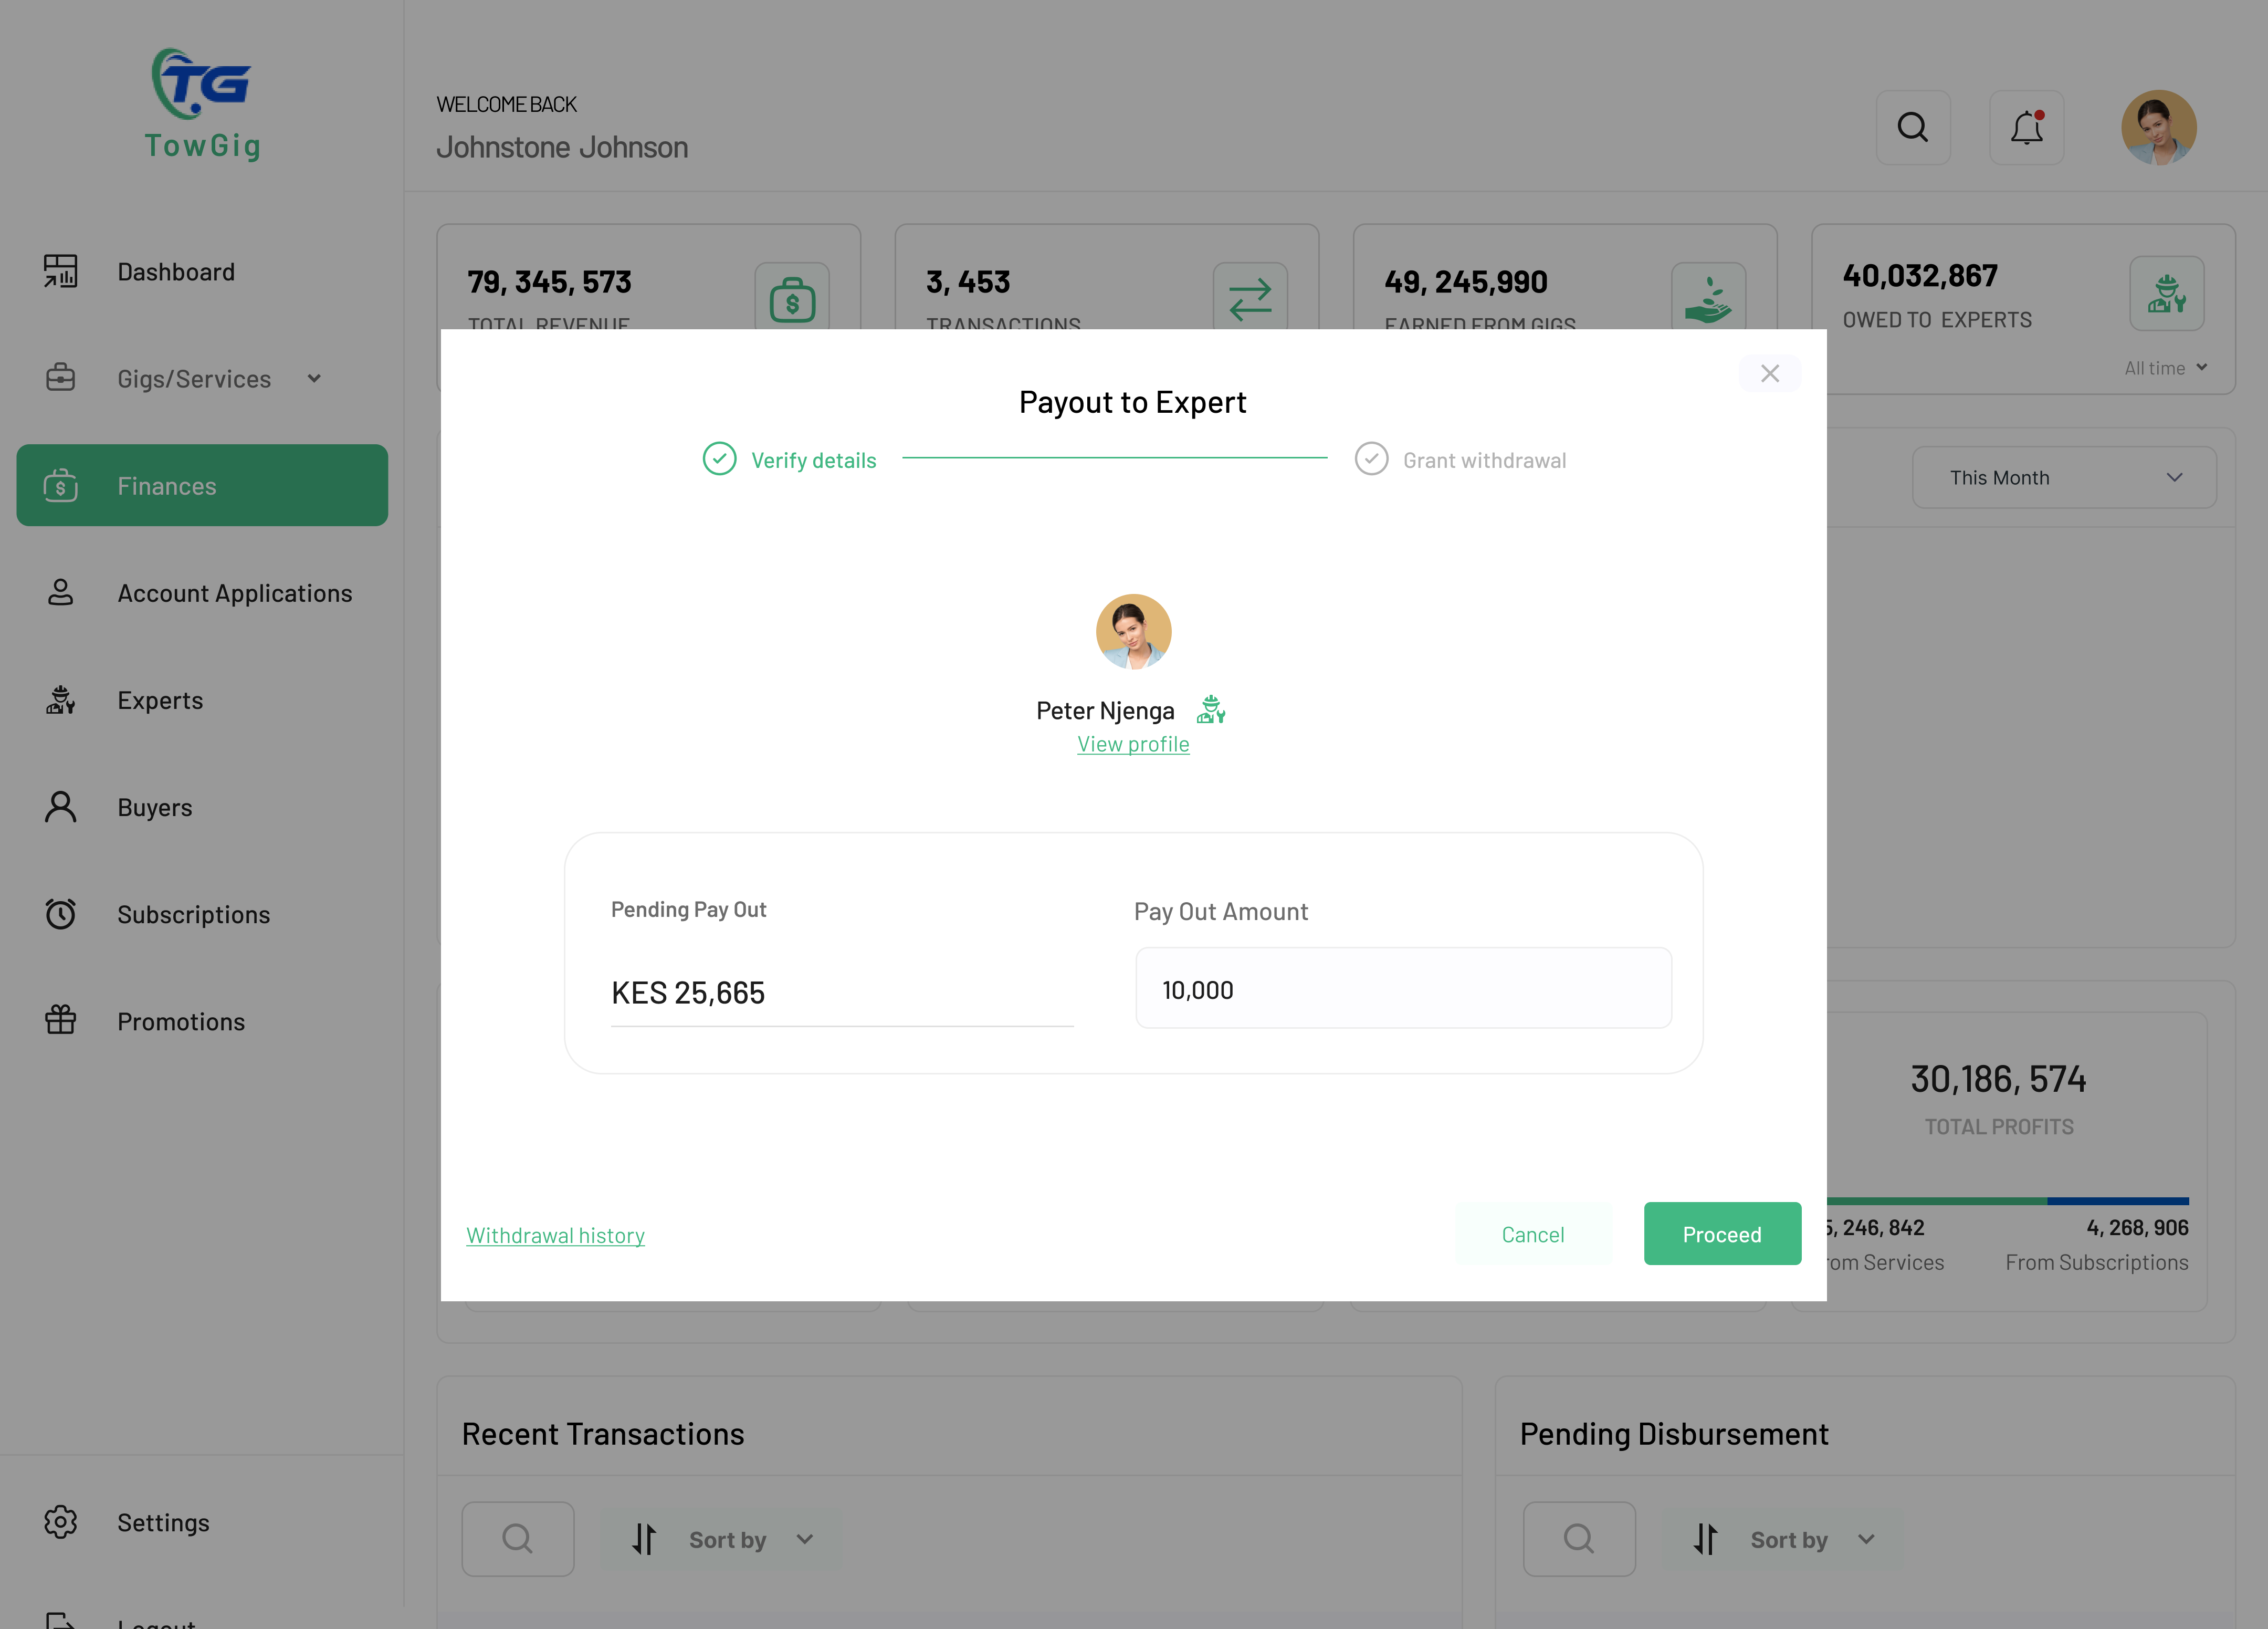 TG
TowGig
Dashboard
Gigs/Services
Finances
Account Applications
Experts
Buyers
Subscriptions
Promotions
Settings
Logout
WELCOME BACK
Johnstone Johnson
79, 345, 573
TOTAL REVENUE
3, 453
TRANSACTIONS
49, 245,990
EARNED FROM GIGS
40,032,867
OWED TO EXPERTS
All time
This Month
Payout to Expert
Verify details
Grant withdrawal
Peter Njenga
View profile
Pending Pay Out
KES 25,665
Pay Out Amount
10,000
Withdrawal history
Cancel
Proceed
30,186, 574
TOTAL PROFITS
5, 246, 842
4, 268, 906
rom Services
From Subscriptions
Recent Transactions
Sort by
Pending Disbursement
Sort by